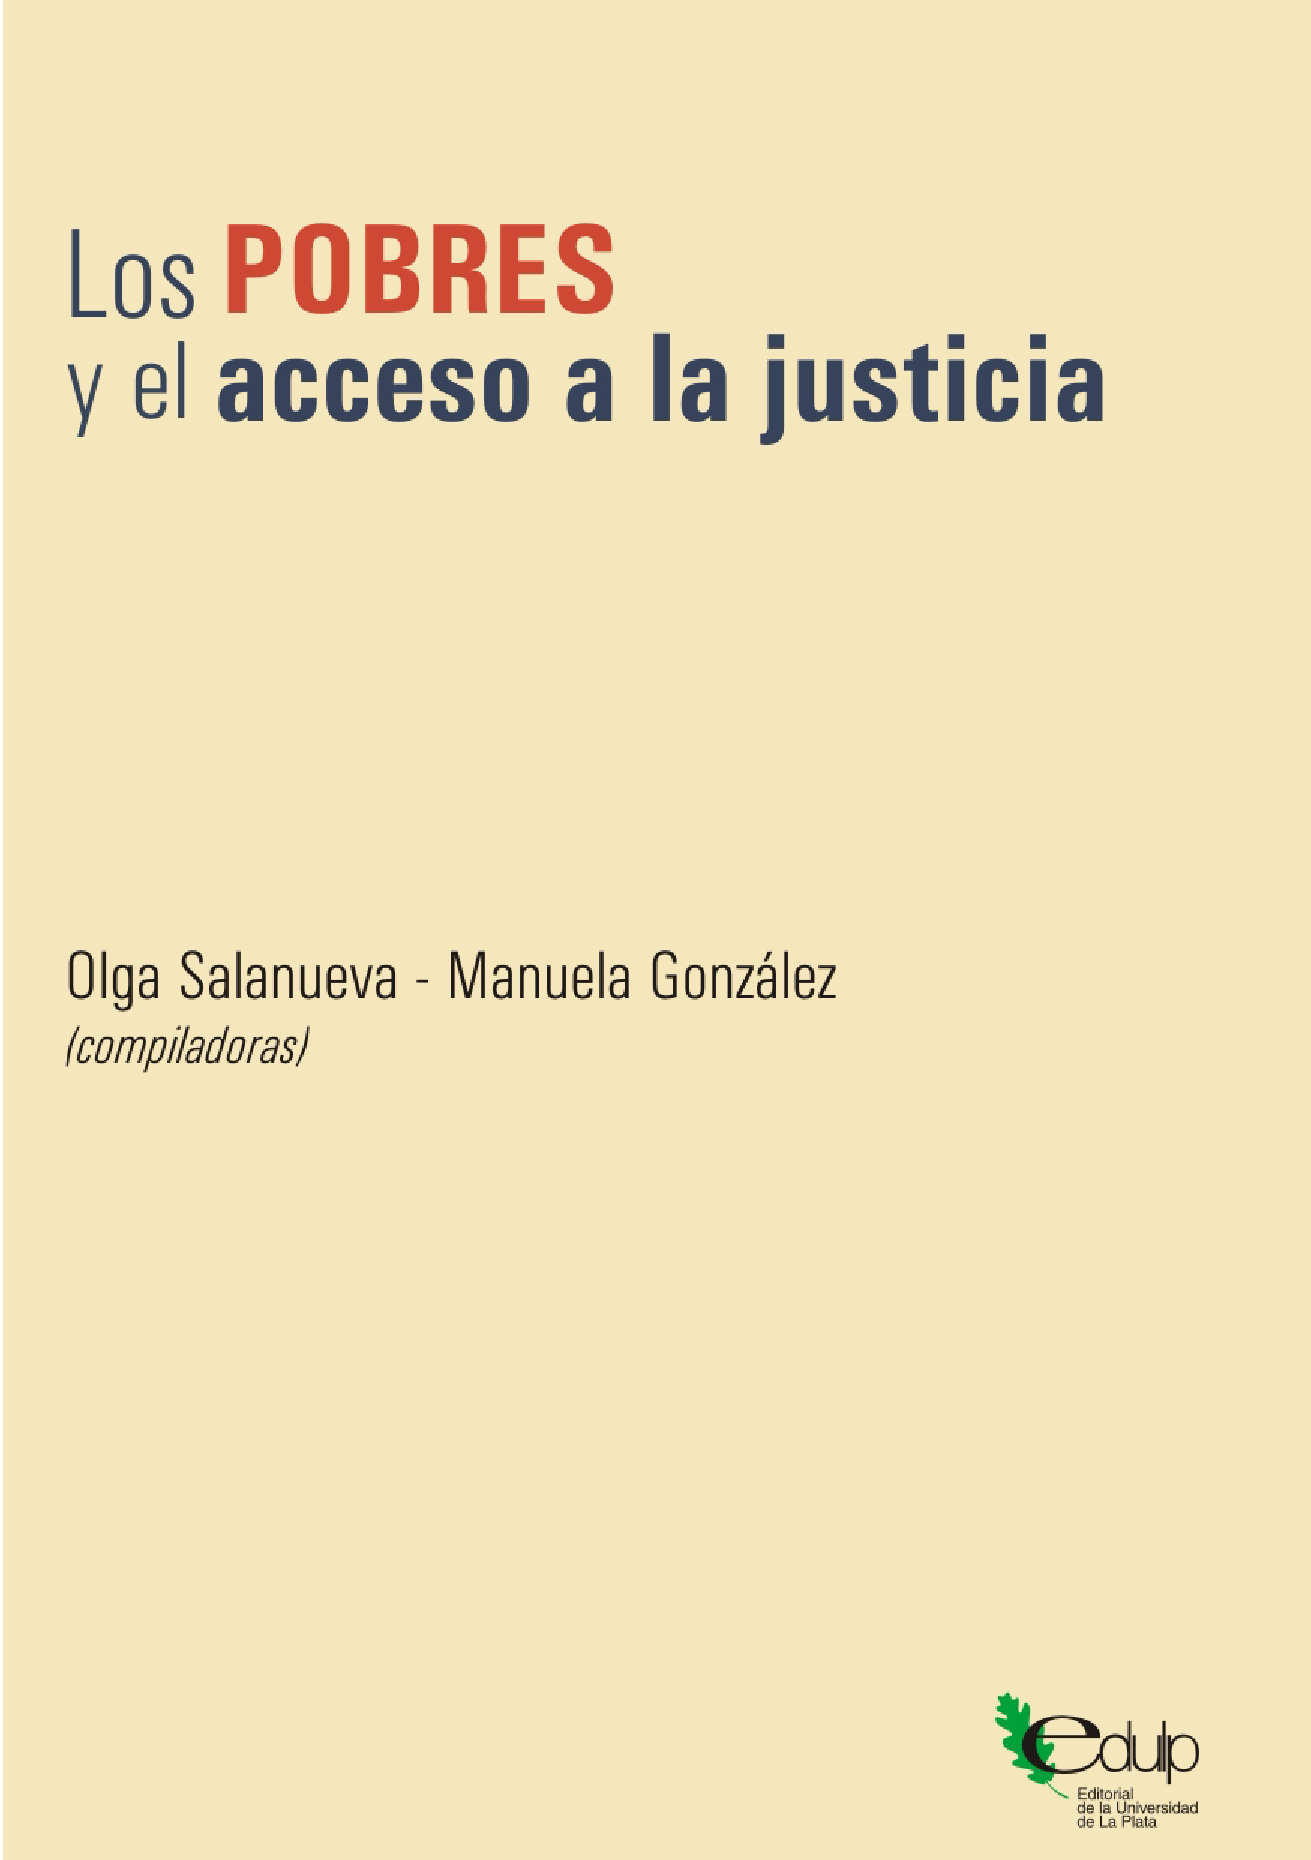 Los POBRES
y el acceso a la justicia
Olga Salanueva - Manuela González
(compiladoras)
edulp
Editorial
de la Universidad
de La Plata